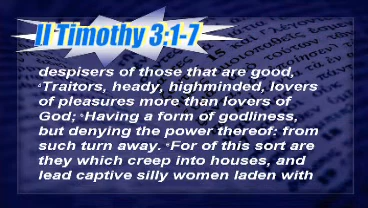 II Timothy 3:1-7
despisers of those that are good,
4Traitors, heady, highminded, lovers
of pleasures more than lovers of
God; 5Having a form of godliness,
but denying the power thereof: from
such turn away. 6For of this sort are
they which creep into houses, and
lead captive silly women laden with